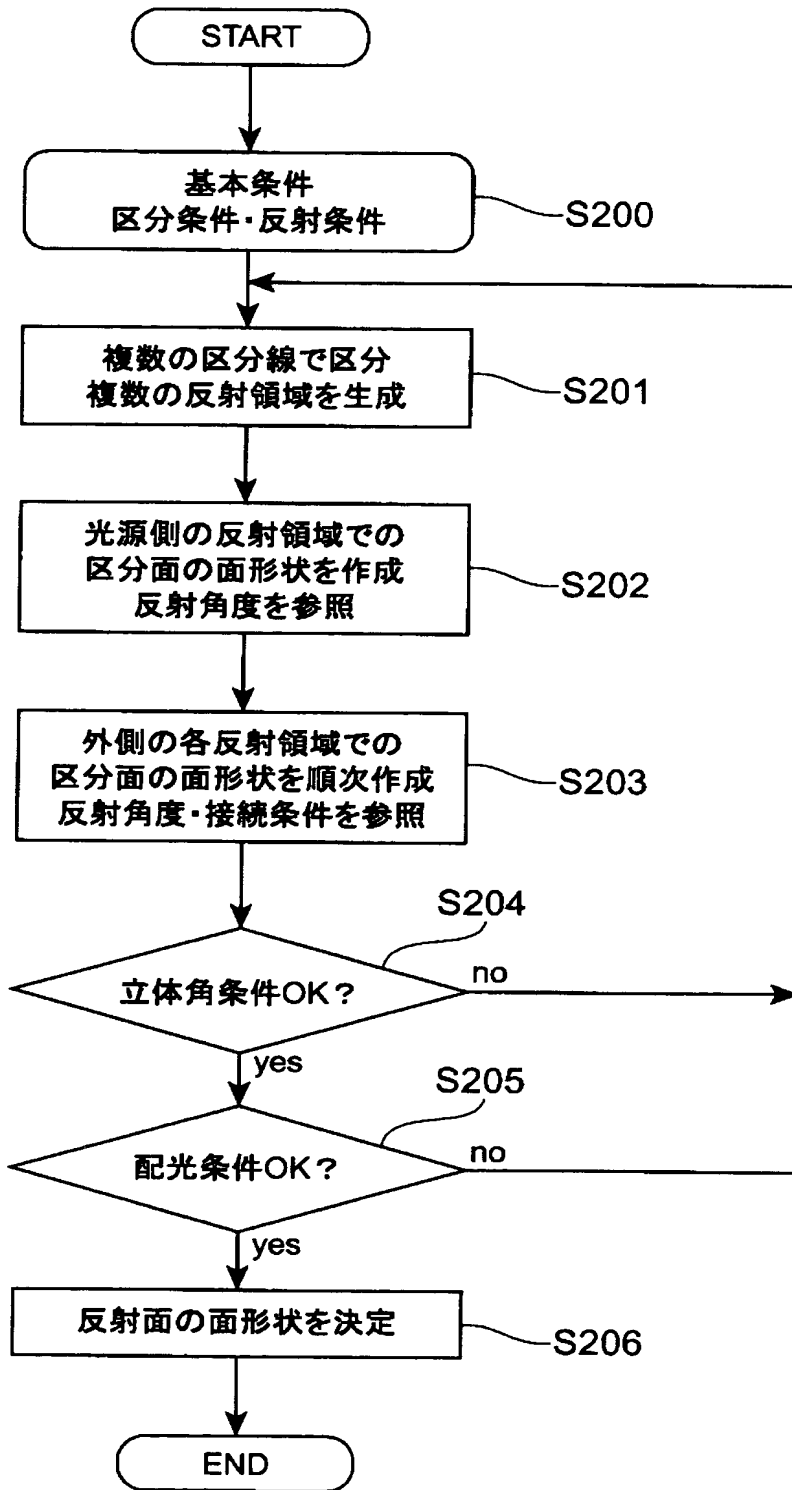 START
基本条件
区分条件・反射条件
S200
複数の区分線で区分
複数の反射領域を生成
S201
光源側の反射領域での
区分面の面形状を作成
反射角度を参照
S202
外側の各反射領域での
区分面の面形状を順次作成
反射角度・接続条件を参照
S203
S204
立体角条件OK?
no
yes
S205
配光条件OK?
no
yes
反射面の面形状を決定
S206
END